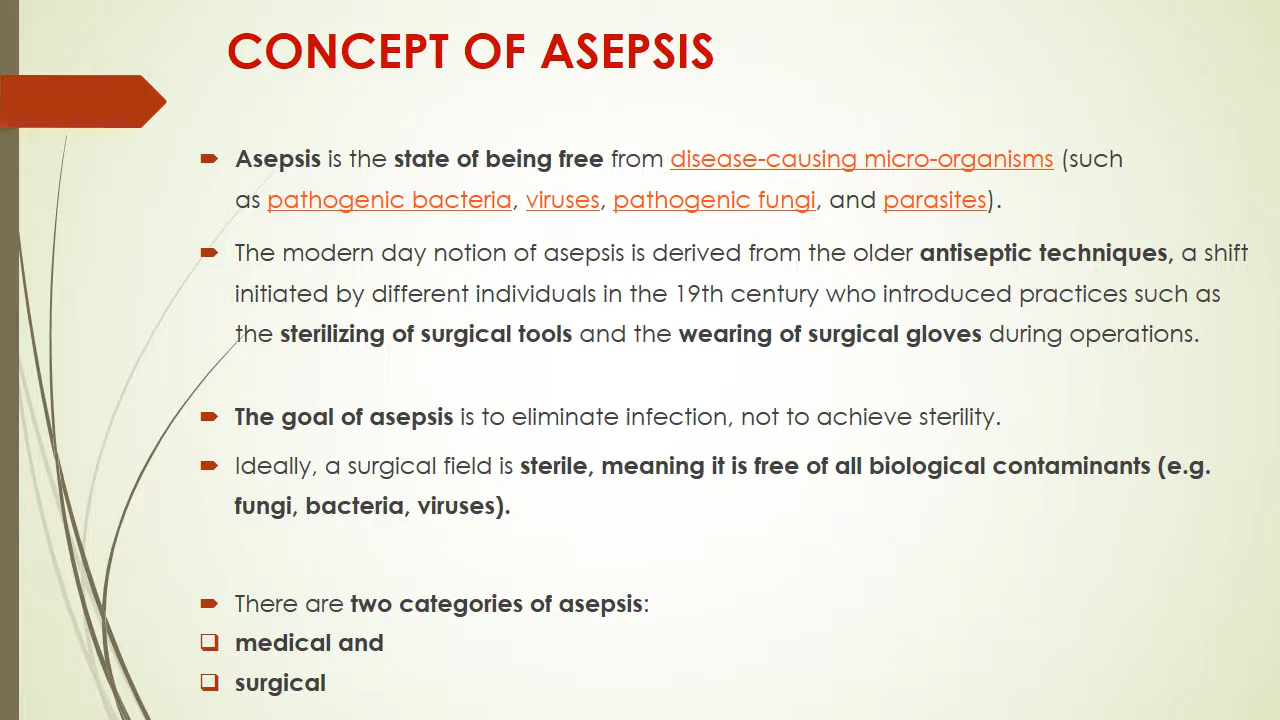 CONCEPT OF ASEPSIS
Asepsis is the state of being free from disease-causing micro-organisms (such
as pathogenic bacteria, viruses, pathogenic fungi, and parasites).
The modern day notion of asepsis is derived from the older antiseptic techniques, a shift
initiated by different individuals in the 19th century who introduced practices such as
the sterilizing of surgical tools and the wearing of surgical gloves during operations.
The goal of asepsis is to eliminate infection, not to achieve sterility.
Ideally, a surgical field is sterile, meaning it is free of all biological contaminants (e.g.
fungi, bacteria, viruses).
There are two categories of asepsis:
medical and
surgical